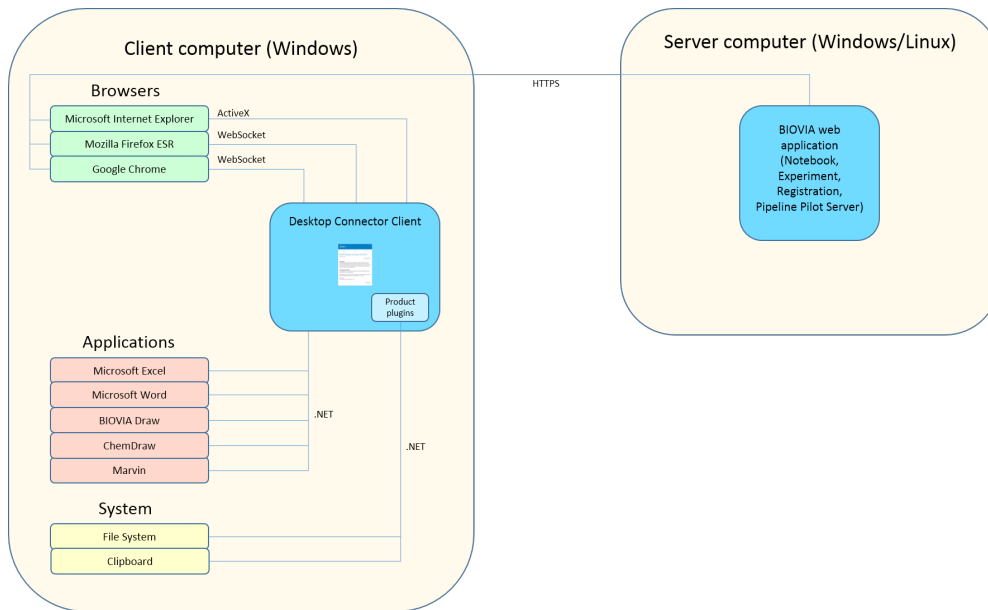 Client computer (Windows)
Server computer (Windows/Linux)
HTTPS
Browsers
Microsoft Internet Explorer
ActiveX
Mozilla Firefox ESR
WebSocket
Google Chrome
WebSocket
BIOVIA web
application
(Notebook,
Experiment,
Registration,
Pipeline Pilot Server)
Desktop Connector Client
Product
plugins
Applications
Microsoft Excel
Microsoft Word
BIOVIA Draw
ChemDraw
Marvin
.NET
.NET
System
File System
Clipboard